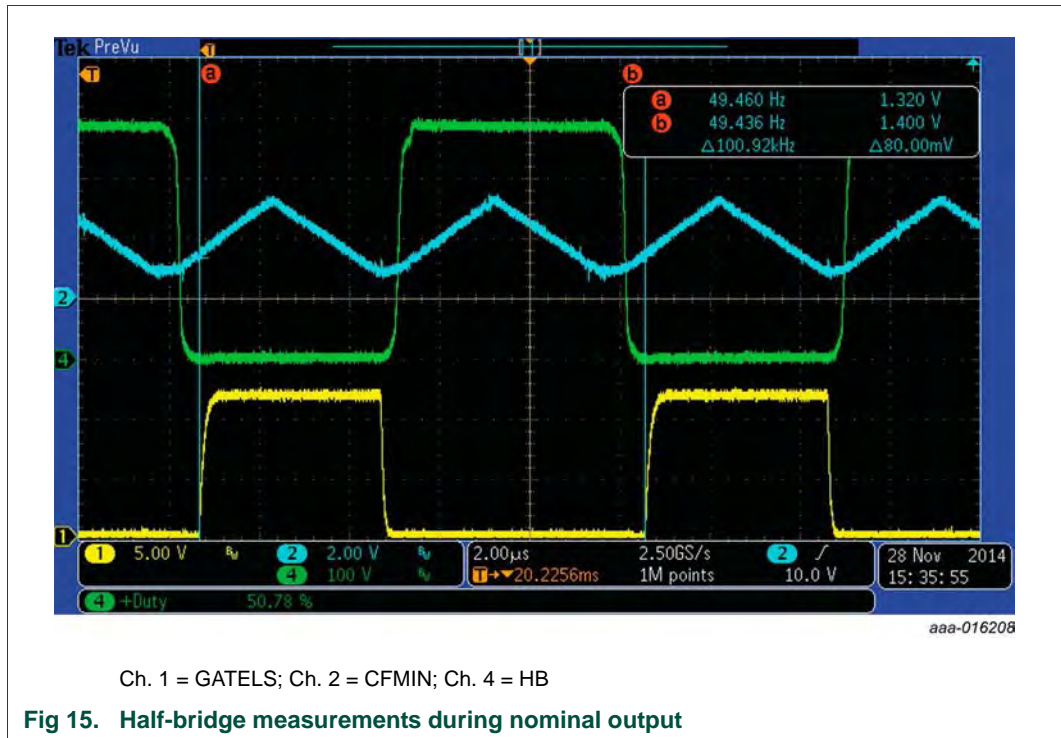 Tek PreVu
T
T
a
b
a 49.460 Hz 1.320 V
b 49.436 Hz 1.400 V
Δ100.92kHz Δ80.00mV
2
4
1
1 5.00 V BW 2 2.00 V BW
4 100 V BW
2.00µs 2.50GS/s 2 10.0 V
T→▼20.2256ms 1M points
28 Nov 2014
15:35:55
4 +Duty 50.78 %
aaa-016208
Ch. 1 = GATELS; Ch. 2 = CFMIN; Ch. 4 = HB
Fig 15. Half-bridge measurements during nominal output